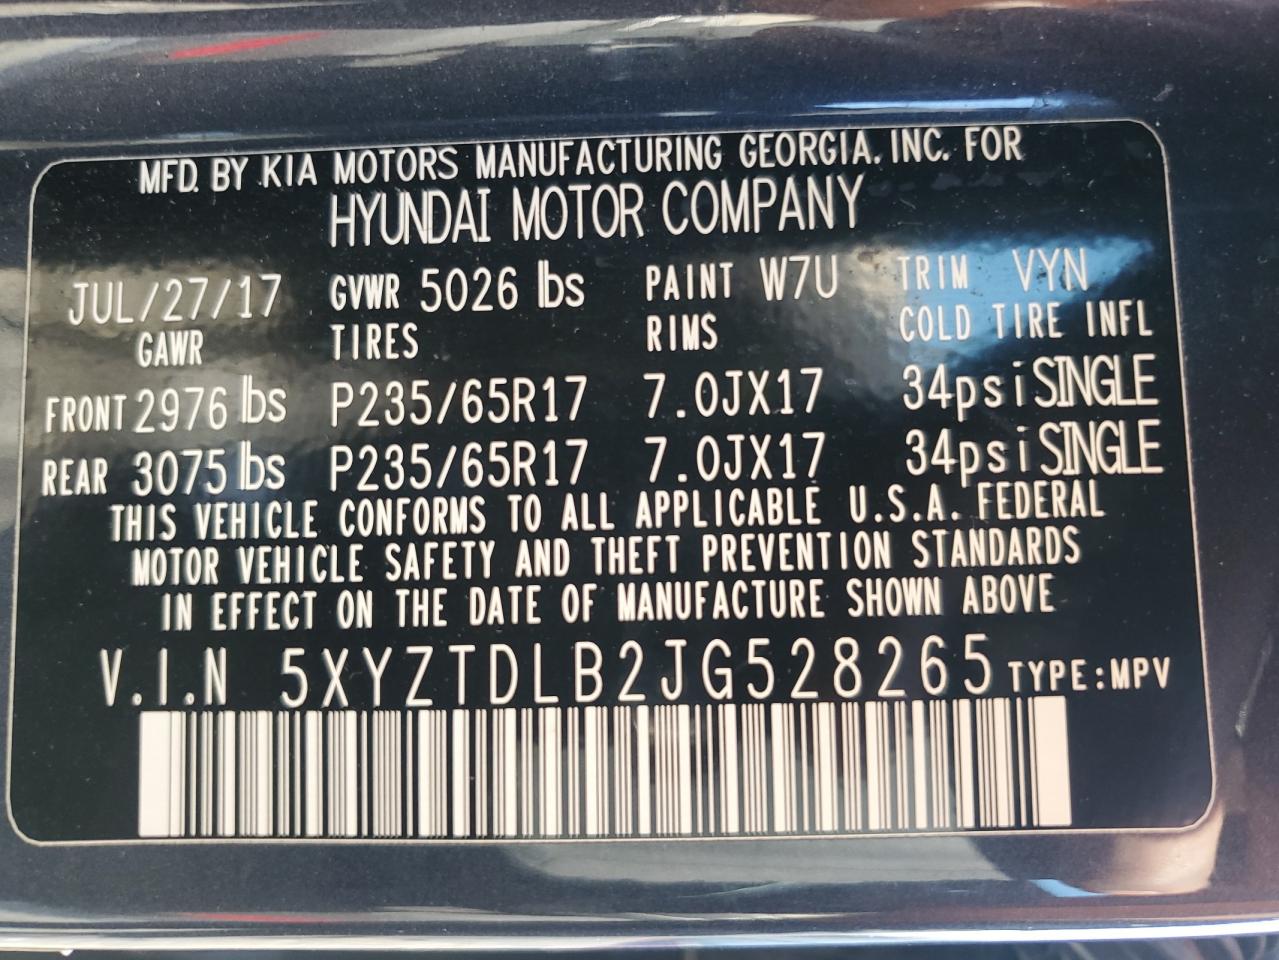 MFD. BY KIA MOTORS MANUFACTURING GEORGIA, INC. FOR
HYUNDAI MOTOR COMPANY
JUL/27/17 GVWR 5026 lbs PAINT W7U TRIM VYN
GAWR TIRES RIMS COLD TIRE INFL
FRONT 2976 lbs P235/65R17 7.0JX17 34psi SINGLE
REAR 3075 lbs P235/65R17 7.0JX17 34psi SINGLE
THIS VEHICLE CONFORMS TO ALL APPLICABLE U.S.A. FEDERAL
MOTOR VEHICLE SAFETY AND THEFT PREVENTION STANDARDS
IN EFFECT ON THE DATE OF MANUFACTURE SHOWN ABOVE
V.I.N 5XYZTDLB2JG528265 TYPE:MPV